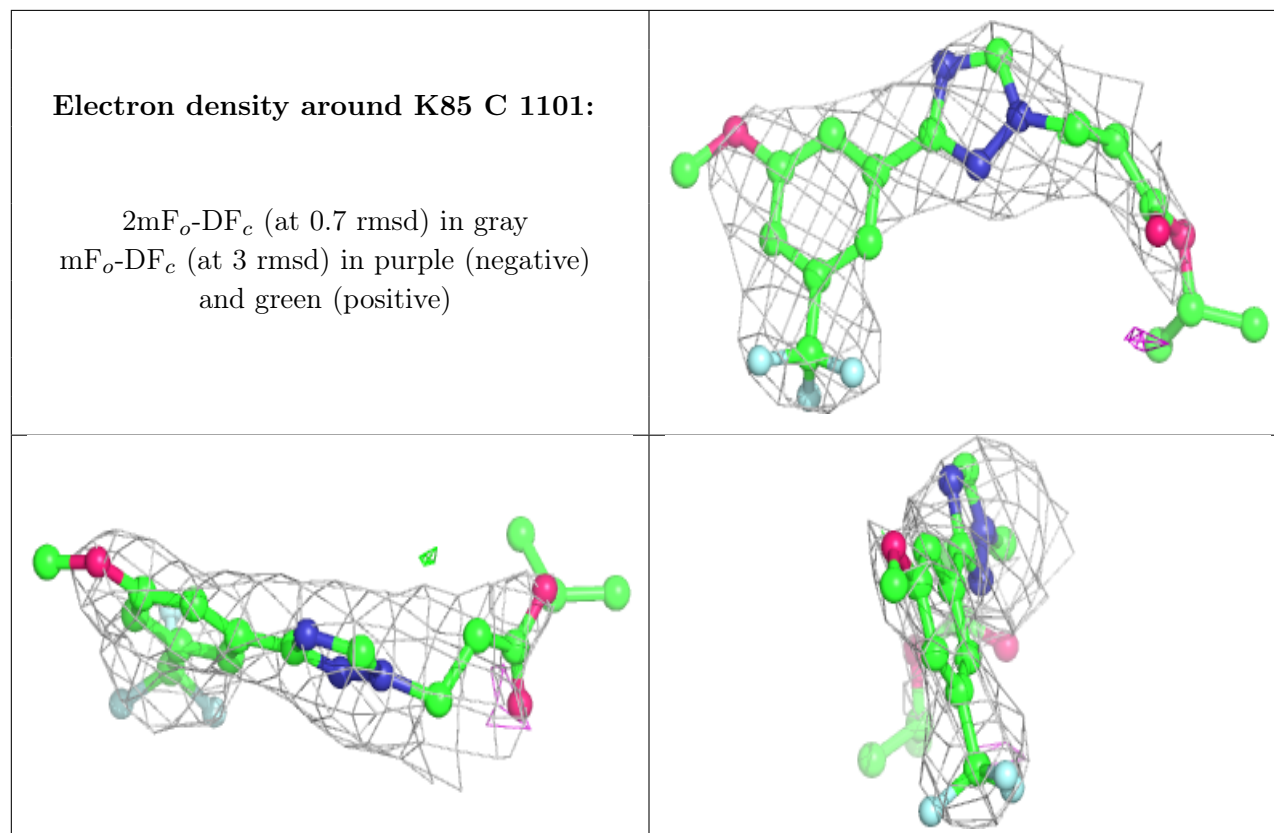 Electron density around K85 C 1101:
2mFo-DFc (at 0.7 rmsd) in gray
mFo-DFc (at 3 rmsd) in purple (negative)
and green (positive)